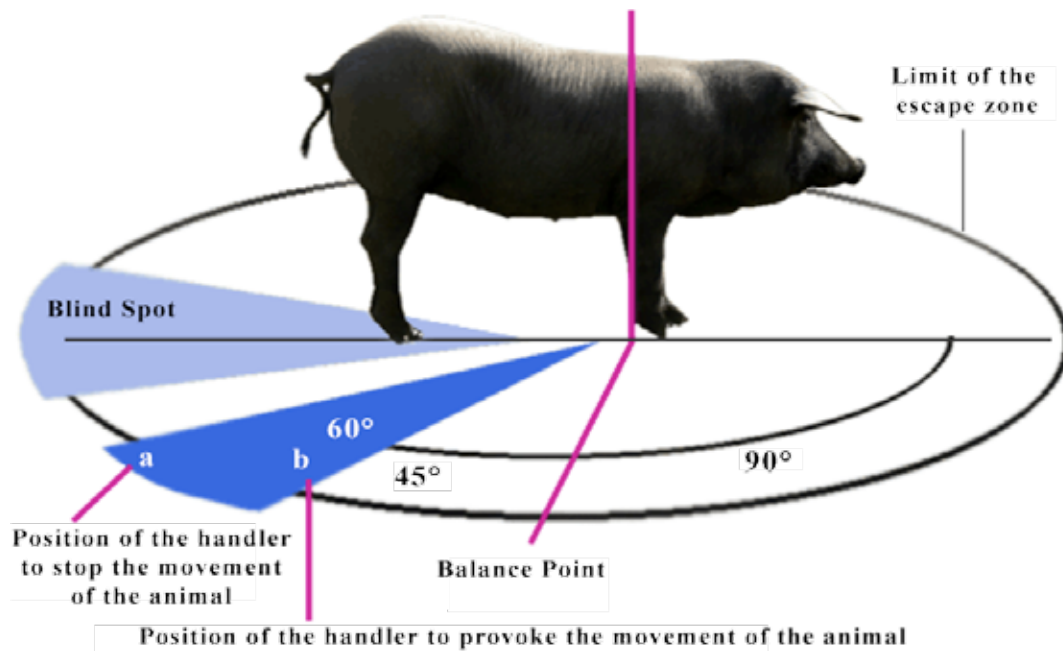 Limit of the
escape zone
Blind Spot
60°
a
b
45°
90°
Position of the handler
to stop the movement
of the animal
Balance Point
Position of the handler to provoke the movement of the animal